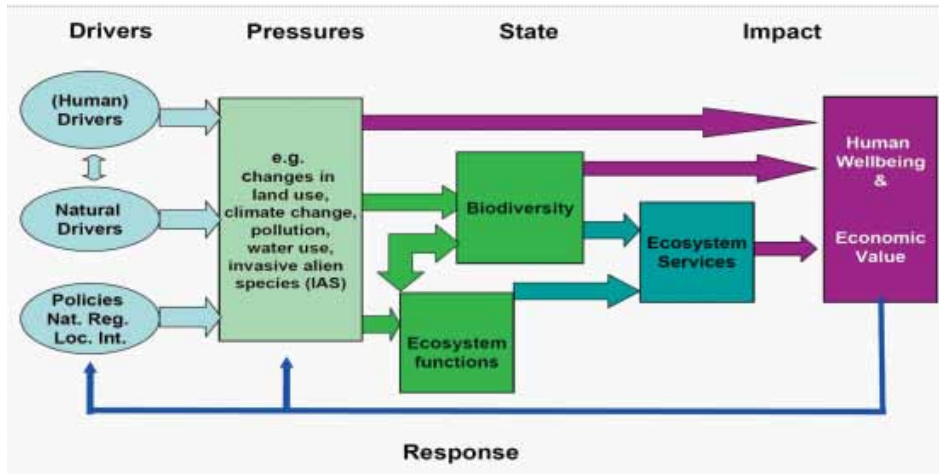 Drivers
Pressures
State
Impact
(Human)
Drivers
Natural
Drivers
Policies
Nat. Reg.
Loc. Int.
e.g.
changes in
land use,
climate change,
pollution,
water use,
invasive alien
species (IAS)
Biodiversity
Ecosystem
functions
Ecosystem
Services
Human
Wellbeing
&
Economic
Value
Response